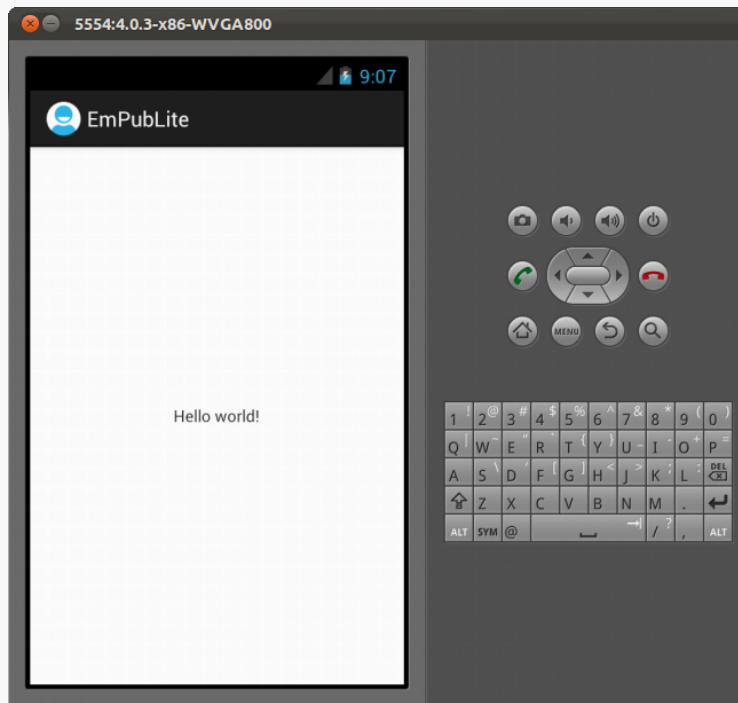 5554:4.0.3-x86-WVGA800
9:07
EmPubLite
Hello world!
MENU
1 ! 2 @ 3 # 4 $ 5 % 6 ^ 7 & 8 * 9 ( 0 )
Q | W ~ E " R ` T { Y } U _ I - O + P =
A S \ D ' F [ G ] H < J > K ; L : DEL
Z X C V B N M .
ALT SYM @ / ? , ALT